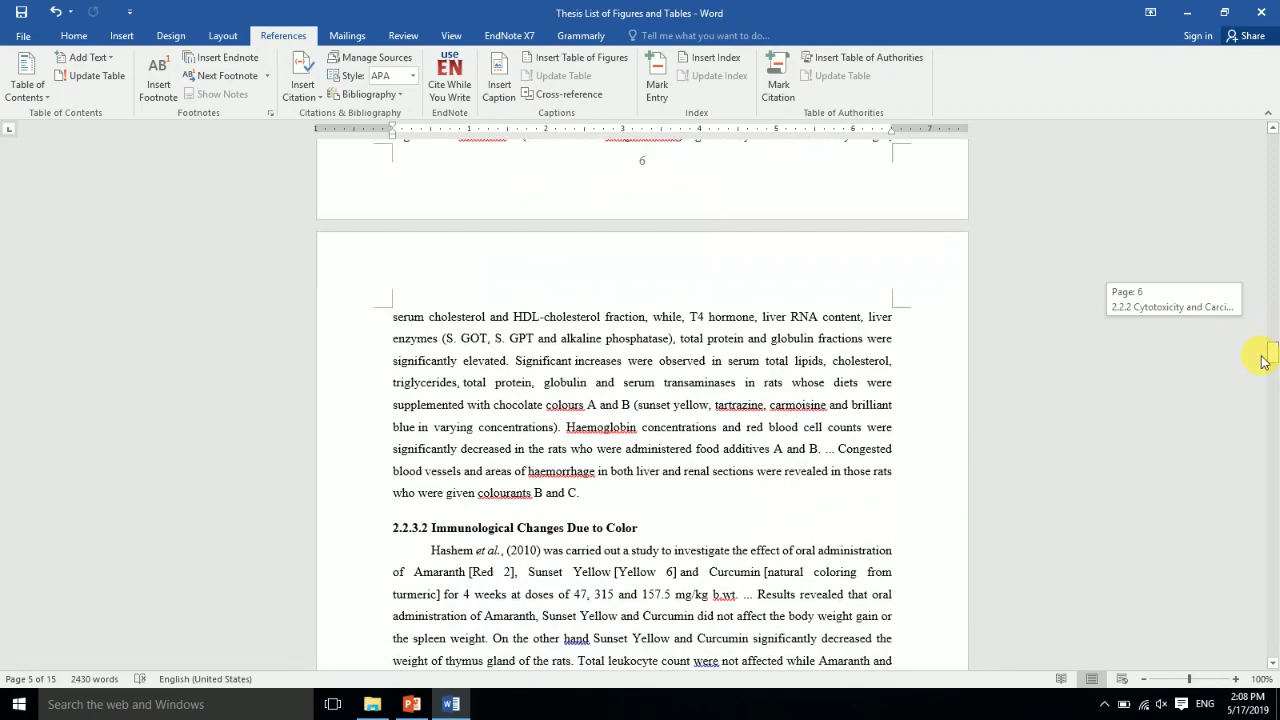 Thesis List of Figures and Tables - Word
File Home Insert Design Layout References Mailings Review View EndNote X7 Grammarly Tell me what you want to do... Sign in Share
Table of Contents
Add Text
Update Table
Table of Contents
AB1
Insert Footnote
Insert Endnote
Next Footnote
Show Notes
Footnotes
Insert Citation
Manage Sources
Style: APA
Bibliography
Citations & Bibliography
use EN
Cite While You Write
EndNote
Insert Caption
Insert Table of Figures
Update Table
Cross-reference
Captions
Mark Entry
Insert Index
Update Index
Index
Mark Citation
Insert Table of Authorities
Update Table
Table of Authorities
1 1 2 3 4 5 6 7
6
serum cholesterol and HDL-cholesterol fraction, while, T4 hormone, liver RNA content, liver
enzymes (S. GOT, S. GPT and alkaline phosphatase), total protein and globulin fractions were
significantly elevated. Significant increases were observed in serum total lipids, cholesterol,
triglycerides, total protein, globulin and serum transaminases in rats whose diets were
supplemented with chocolate colours A and B (sunset yellow, tartrazine, carmoisine and brilliant
blue in varying concentrations). Haemoglobin concentrations and red blood cell counts were
significantly decreased in the rats who were administered food additives A and B. ... Congested
blood vessels and areas of haemorrhage in both liver and renal sections were revealed in those rats
who were given colourants B and C.
2.2.3.2 Immunological Changes Due to Color
Hashem et al., (2010) was carried out a study to investigate the effect of oral administration
of Amaranth [Red 2], Sunset Yellow [Yellow 6] and Curcumin [natural coloring from
turmeric] for 4 weeks at doses of 47, 315 and 157.5 mg/kg b.wt. ... Results revealed that oral
administration of Amaranth, Sunset Yellow and Curcumin did not affect the body weight gain or
the spleen weight. On the other hand Sunset Yellow and Curcumin significantly decreased the
weight of thymus gland of the rats. Total leukocyte count were not affected while Amaranth and
Page: 6
2.2.2 Cytotoxicity and Carci...
Page 5 of 15 2430 words English (United States) 100%
Search the web and Windows
ENG
2:08 PM
5/17/2019